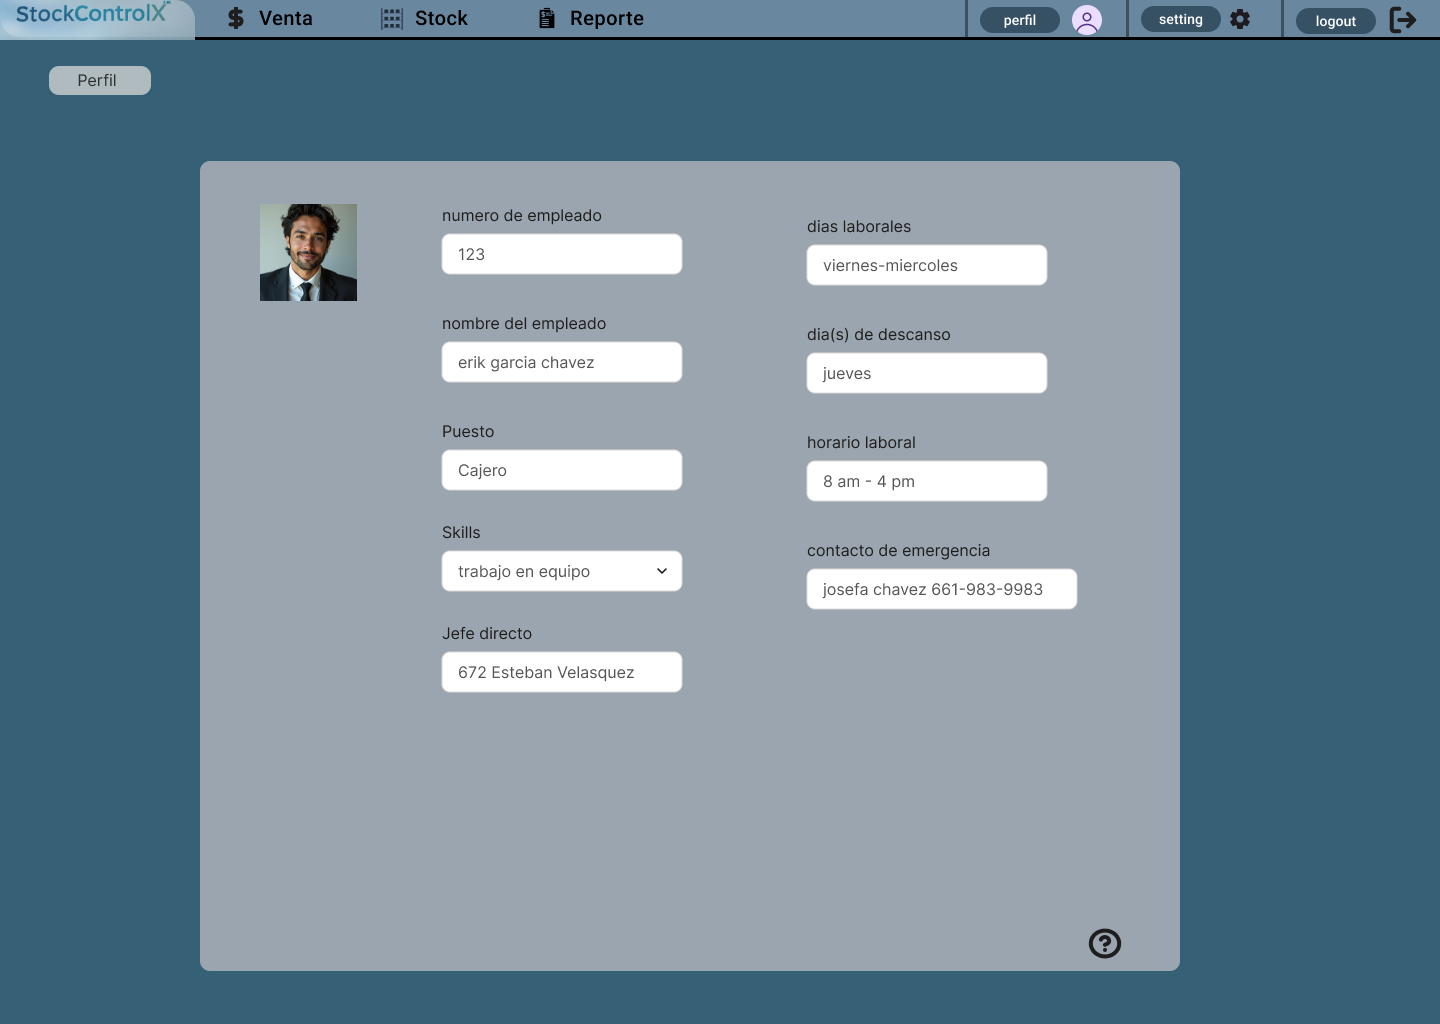 StockControlX
Venta
Stock
Reporte
perfil
setting
logout
Perfil
numero de empleado
123
nombre del empleado
erik garcia chavez
Puesto
Cajero
Skills
trabajo en equipo
Jefe directo
672 Esteban Velasquez
dias laborales
viernes-miercoles
dia(s) de descanso
jueves
horario laboral
8 am - 4 pm
contacto de emergencia
josefa chavez 661-983-9983